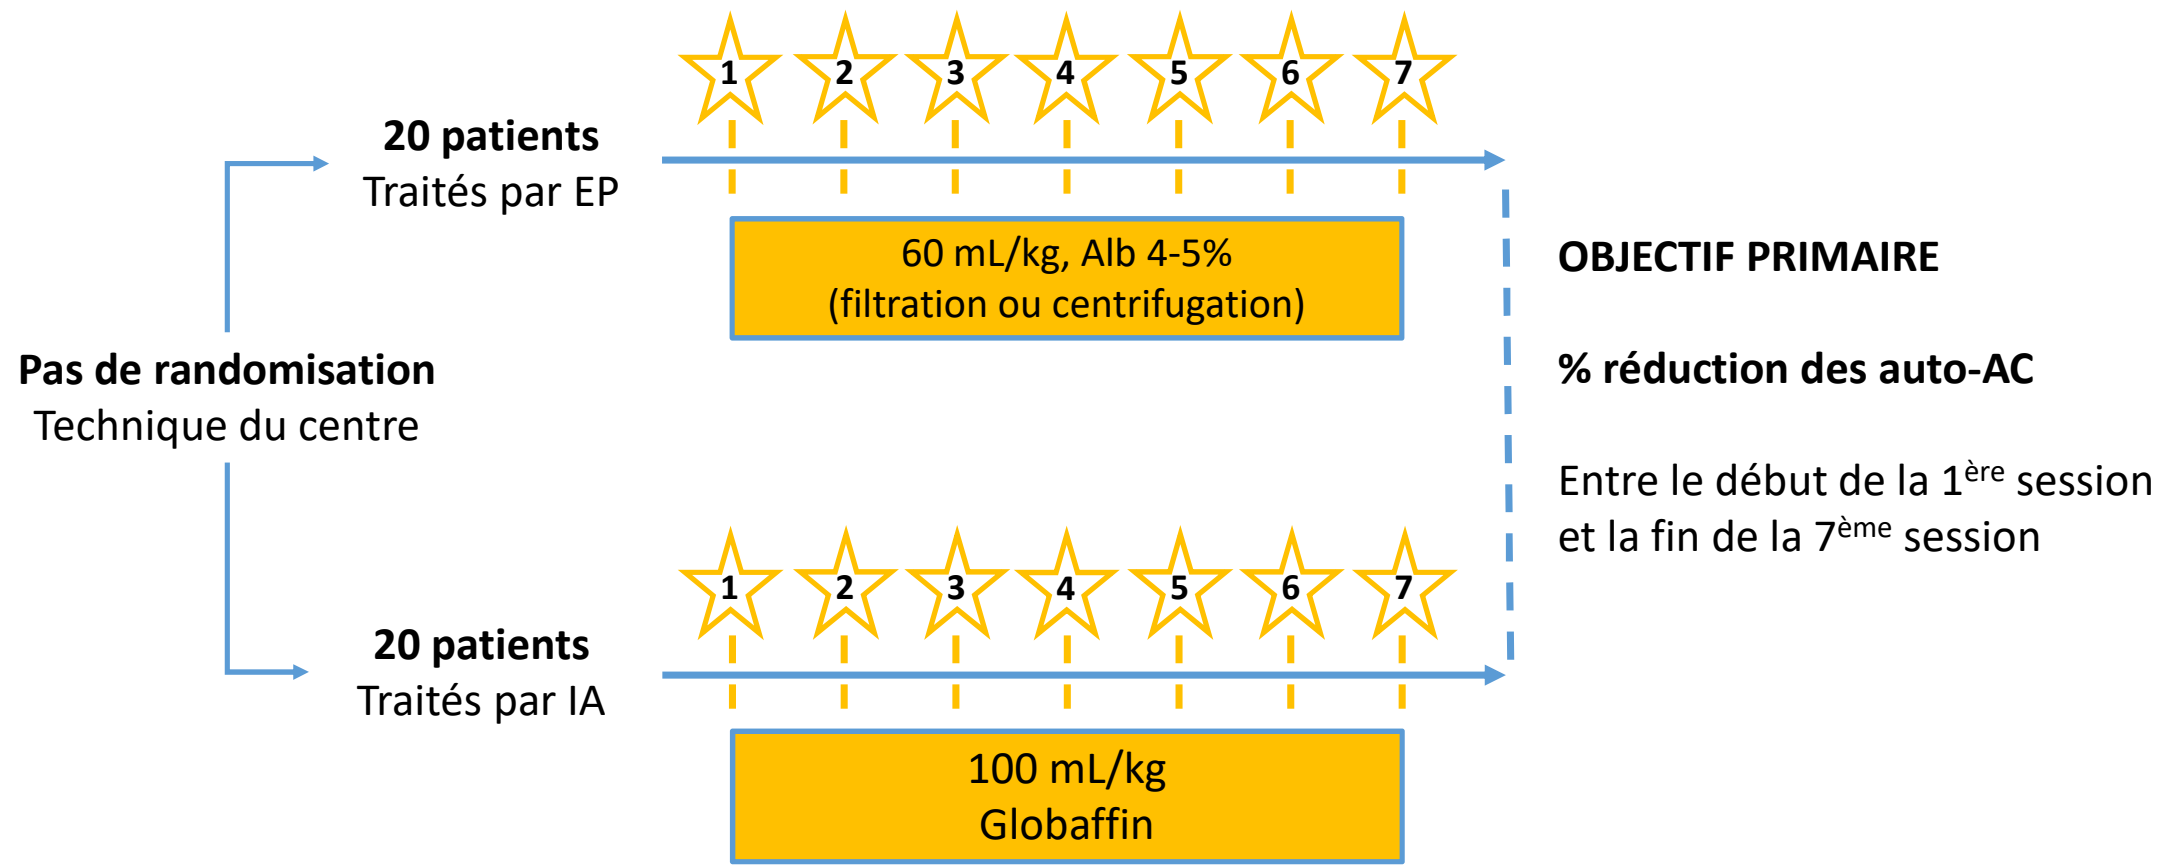 Pas de randomisation
Technique du centre
20 patients
Traités par EP
1 2 3 4 5 6 7
60 mL/kg, Alb 4-5%
(filtration ou centrifugation)
20 patients
Traités par IA
1 2 3 4 5 6 7
100 mL/kg
Globaffin
OBJECTIF PRIMAIRE
% réduction des auto-AC
Entre le début de la 1ère session
et la fin de la 7ème session